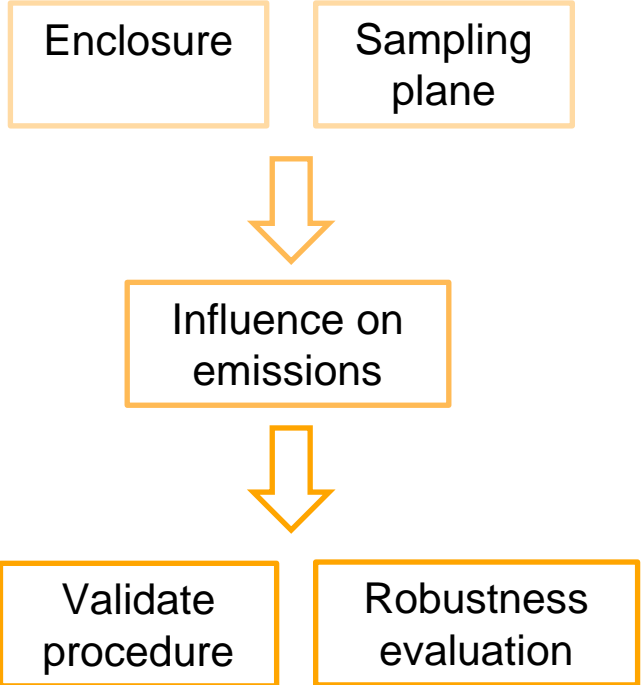 Enclosure
Sampling
plane
Influence on
emissions
Validate
procedure
Robustness
evaluation